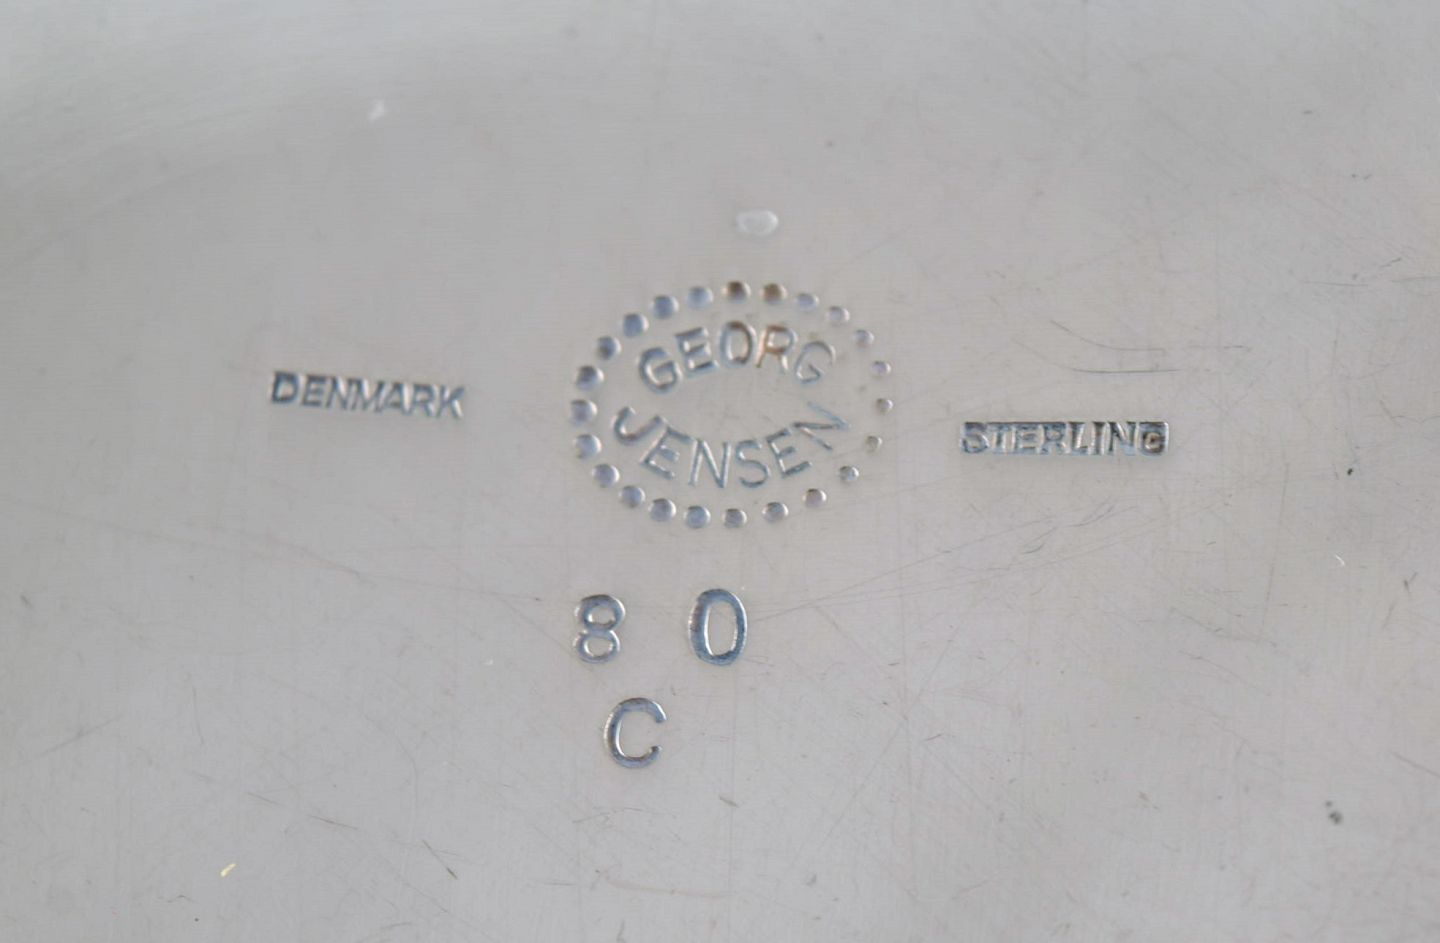 DENMARK
GEORG
JENSEN
STERLING
8 0
C